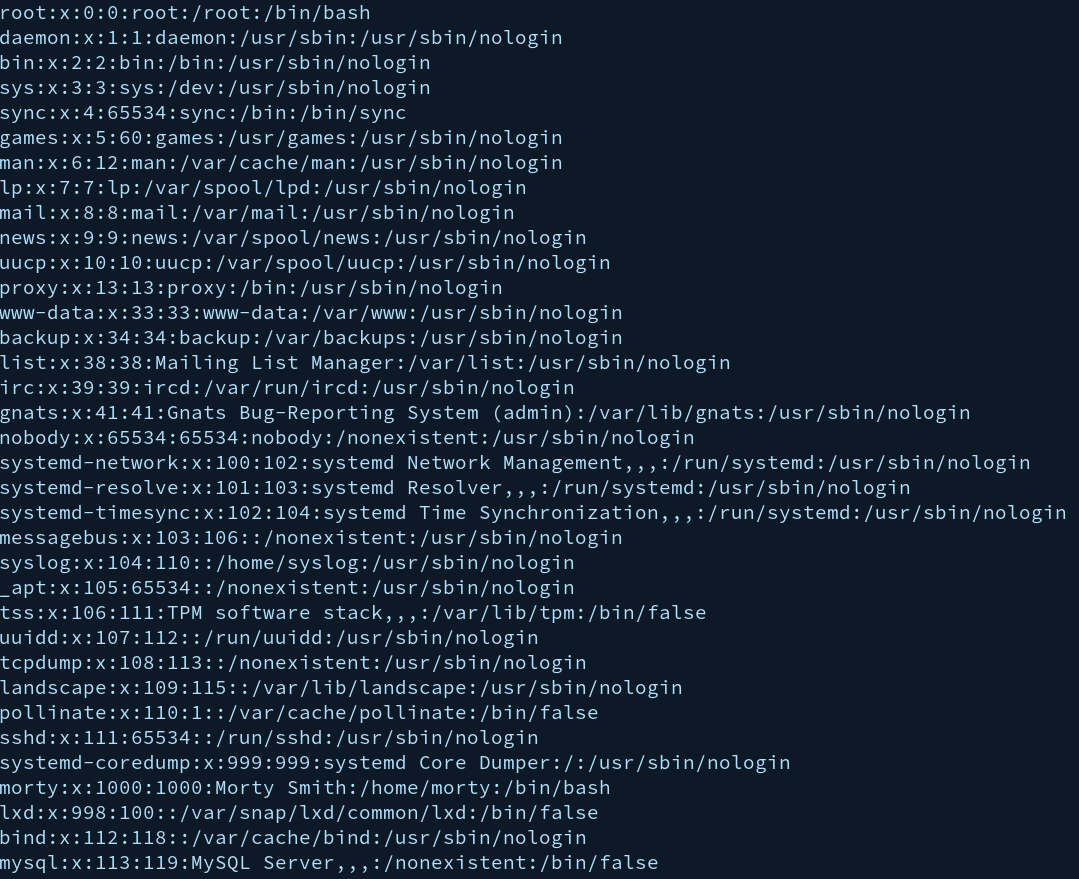 root:x:0:0:root:/root:/bin/bash
daemon:x:1:1:daemon:/usr/sbin:/usr/sbin/nologin
bin:x:2:2:bin:/bin:/usr/sbin/nologin
sys:x:3:3:sys:/dev:/usr/sbin/nologin
sync:x:4:65534:sync:/bin:/bin/sync
games:x:5:60:games:/usr/games:/usr/sbin/nologin
man:x:6:12:man:/var/cache/man:/usr/sbin/nologin
lp:x:7:7:lp:/var/spool/lpd:/usr/sbin/nologin
mail:x:8:8:mail:/var/mail:/usr/sbin/nologin
news:x:9:9:news:/var/spool/news:/usr/sbin/nologin
uucp:x:10:10:uucp:/var/spool/uucp:/usr/sbin/nologin
proxy:x:13:13:proxy:/bin:/usr/sbin/nologin
www-data:x:33:33:www-data:/var/www:/usr/sbin/nologin
backup:x:34:34:backup:/var/backups:/usr/sbin/nologin
list:x:38:38:Mailing List Manager:/var/list:/usr/sbin/nologin
irc:x:39:39:ircd:/var/run/ircd:/usr/sbin/nologin
gnats:x:41:41:Gnats Bug-Reporting System (admin):/var/lib/gnats:/usr/sbin/nologin
nobody:x:65534:65534:nobody:/nonexistent:/usr/sbin/nologin
systemd-network:x:100:102:systemd Network Management,,,:/run/systemd:/usr/sbin/nologin
systemd-resolve:x:101:103:systemd Resolver,,,:/run/systemd:/usr/sbin/nologin
systemd-timesync:x:102:104:systemd Time Synchronization,,,:/run/systemd:/usr/sbin/nologin
messagebus:x:103:106::/nonexistent:/usr/sbin/nologin
syslog:x:104:110::/home/syslog:/usr/sbin/nologin
_apt:x:105:65534::/nonexistent:/usr/sbin/nologin
tss:x:106:111:TPM software stack,,,:/var/lib/tpm:/bin/false
uuidd:x:107:112::/run/uuidd:/usr/sbin/nologin
tcpdump:x:108:113::/nonexistent:/usr/sbin/nologin
landscape:x:109:115::/var/lib/landscape:/usr/sbin/nologin
pollinate:x:110:1::/var/cache/pollinate:/bin/false
sshd:x:111:65534::/run/sshd:/usr/sbin/nologin
systemd-coredump:x:999:999:systemd Core Dumper:/:/usr/sbin/nologin
morty:x:1000:1000:Morty Smith:/home/morty:/bin/bash
lxd:x:998:100::/var/snap/lxd/common/lxd:/bin/false
bind:x:112:118::/var/cache/bind:/usr/sbin/nologin
mysql:x:113:119:MySQL Server,,,:/nonexistent:/bin/false